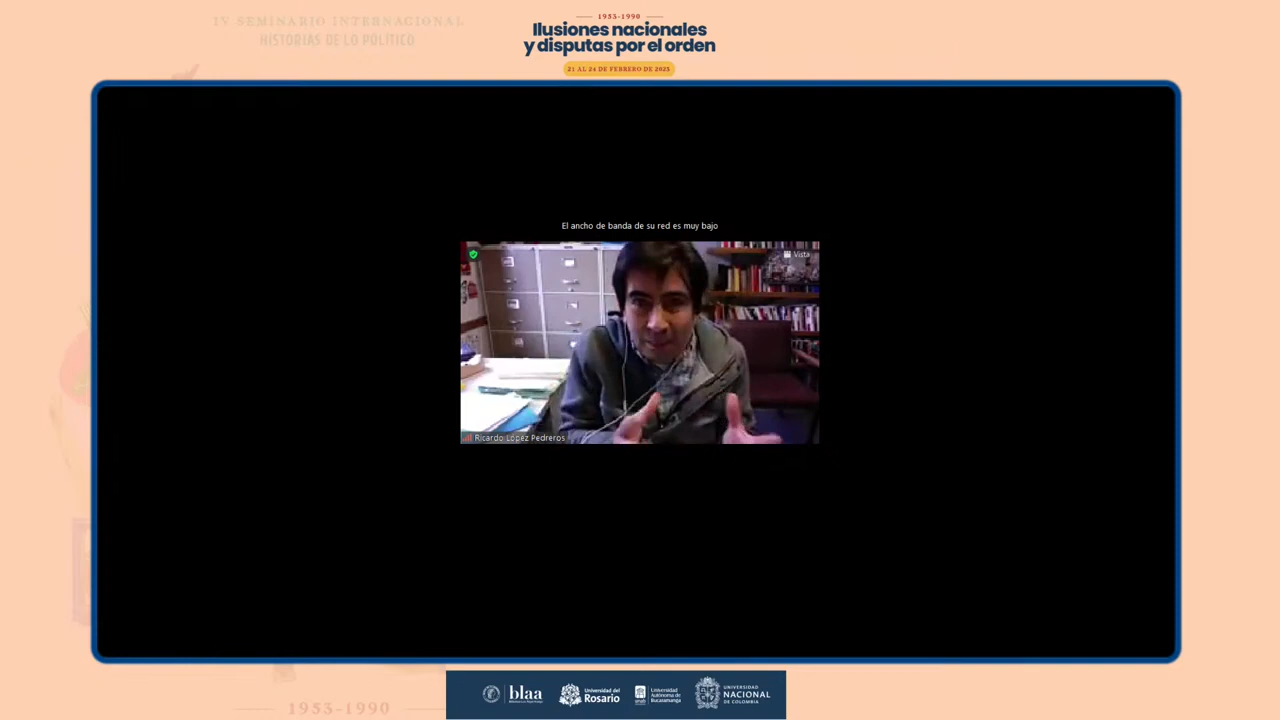 IV SEMINARIO INTERNACIONAL
HISTORIAS DE LO POLÍTICO
1953-1990
Ilusiones nacionales
y disputas por el orden
21 AL 24 DE FEBRERO DE 2023
El ancho de banda de su red es muy bajo
Vista
Ricardo López Pedreros
1953-1990
blaa
Universidad del
Rosario
unab
Universidad
Autónoma de
Bucaramanga
UNIVERSIDAD
NACIONAL
DE COLOMBIA